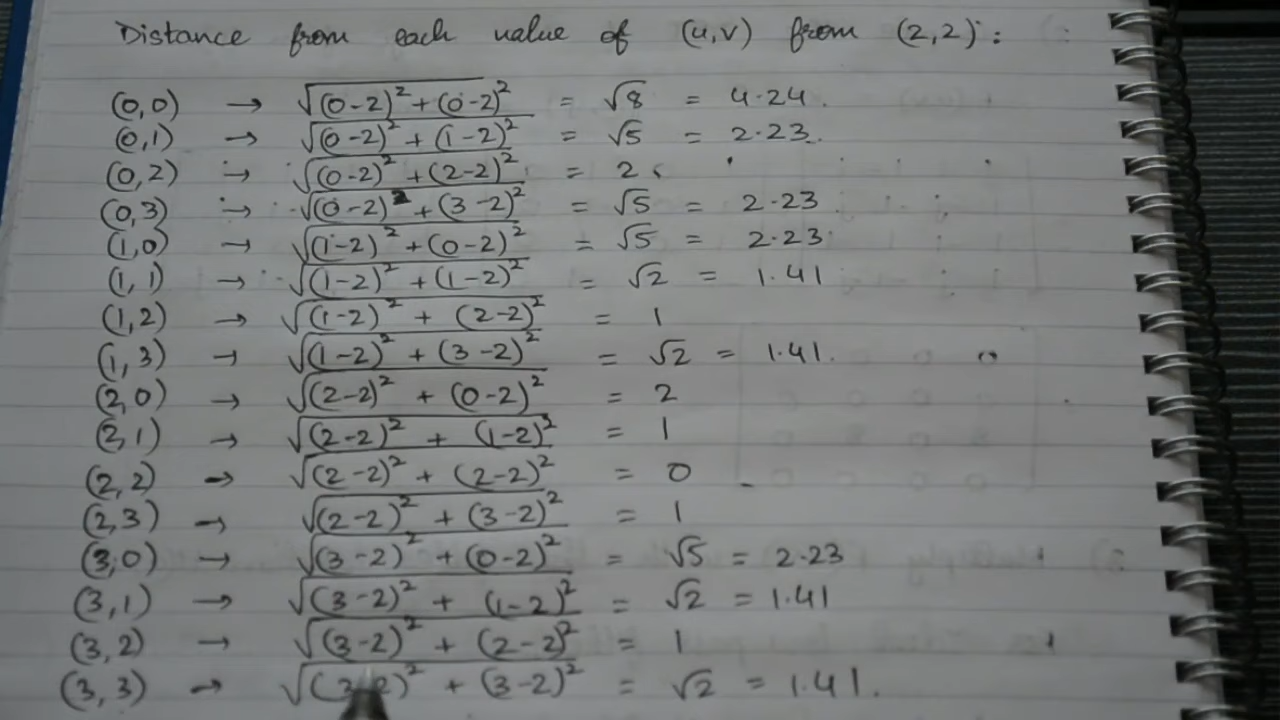 Distance from each value of (u,v) from (2,2):
(0,0) → √(0-2)² + (0-2)² = √8 = 4.24.
(0,1) → √(0-2)² + (1-2)² = √5 = 2.23.
(0,2) → √(0-2)² + (2-2)² = 2
(0,3) → √(0-2)² + (3-2)² = √5 = 2.23
(1,0) → √(1-2)² + (0-2)² = √5 = 2.23
(1,1) → √(1-2)² + (1-2)² = √2 = 1.41
(1,2) → √(1-2)² + (2-2)² = 1
(1,3) → √(1-2)² + (3-2)² = √2 = 1.41.
(2,0) → √(2-2)² + (0-2)² = 2
(2,1) → √(2-2)² + (1-2)² = 1
(2,2) → √(2-2)² + (2-2)² = 0
(2,3) → √(2-2)² + (3-2)² = 1
(3,0) → √(3-2)² + (0-2)² = √5 = 2.23
(3,1) → √(3-2)² + (1-2)² = √2 = 1.41
(3,2) → √(3-2)² + (2-2)² = 1
(3,3) → √(3-2)² + (3-2)² = √2 = 1.41.